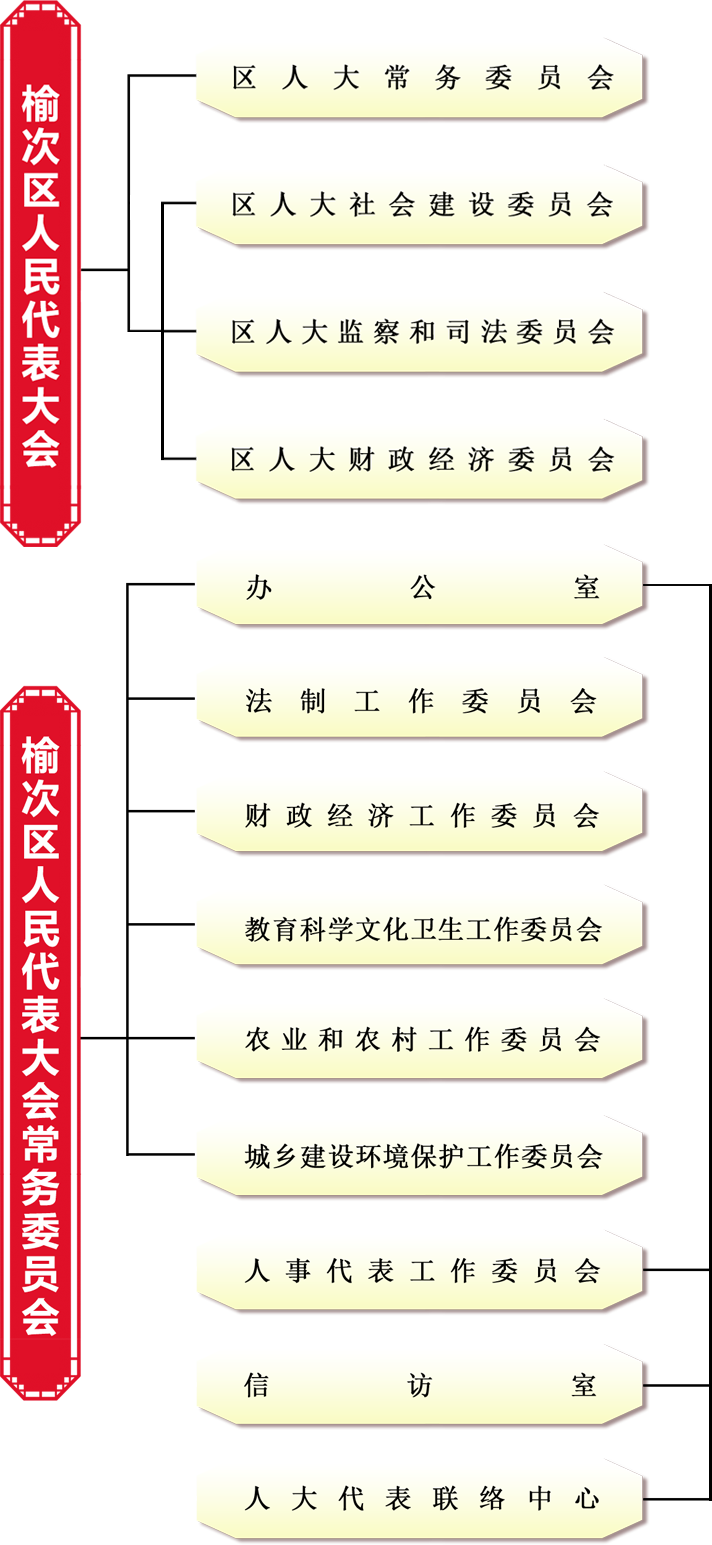 榆次区人民代表大会
区人大常务委员会
区人大社会建设委员会
区人大监察和司法委员会
区人大财政经济委员会
榆次区人民代表大会常务委员会
办公室
法制工作委员会
财政经济工作委员会
教育科学文化卫生工作委员会
农业和农村工作委员会
城乡建设环境保护工作委员会
人事代表工作委员会
信访室
人大代表联络中心